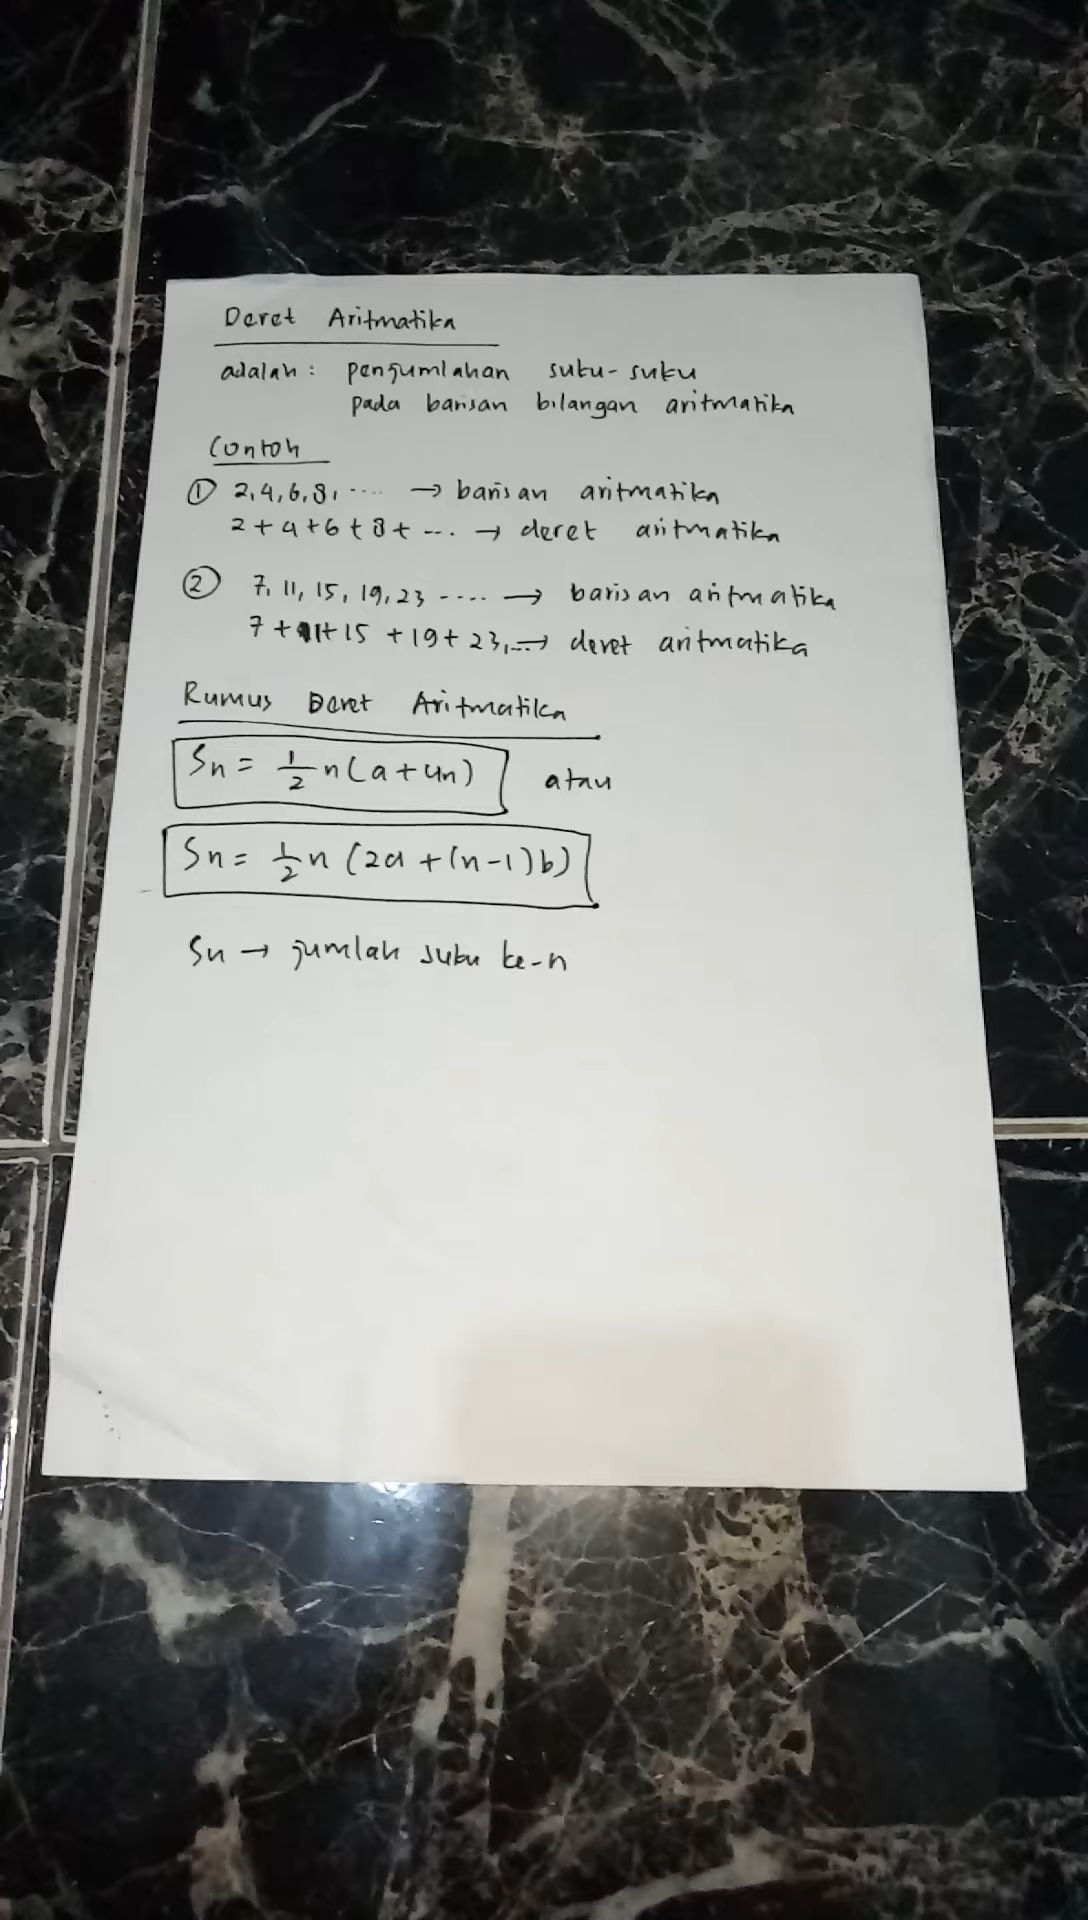 Deret Aritmatika
adalah : penjumlahan suku-suku
pada barisan bilangan aritmatika
Contoh
① 2,4,6,8, .... → barisan aritmatika
2+4+6+8+ ... → deret aritmatika
② 7, 11, 15, 19, 23 ..... → barisan aritmatika
7+11+15+19+23, ... → deret aritmatika
Rumus Deret Aritmatika
Sn = 1/2 n(a+Un) atau
Sn = 1/2 n (2a+(n-1)b)
Sn → jumlah suku ke-n